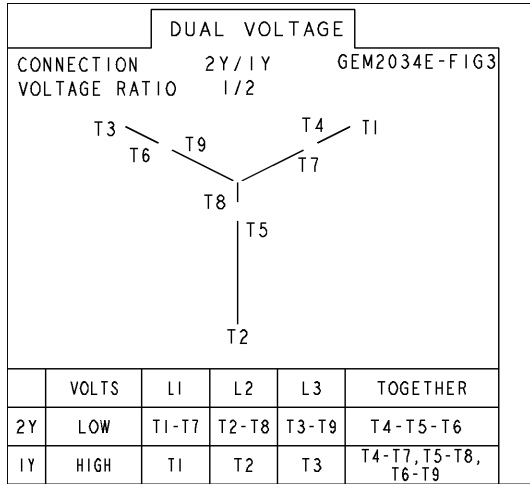 DUAL VOLTAGE
CONNECTION 2Y/1Y GEM2034E-FIG3
VOLTAGE RATIO 1/2
T3 T4 T1
T6 T9 T7
T8
T5
T2
VOLTS L1 L2 L3 TOGETHER
2Y LOW T1-T7 T2-T8 T3-T9 T4-T5-T6
1Y HIGH T1 T2 T3 T4-T7,T5-T8,
T6-T9